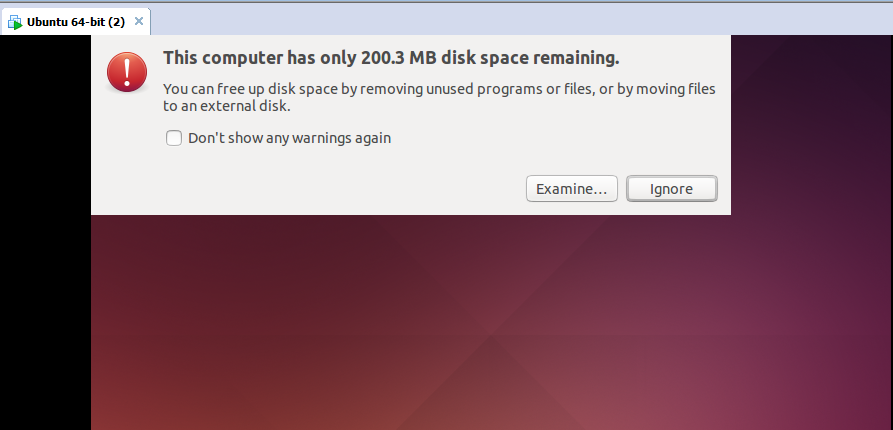 Ubuntu 64-bit (2)
This computer has only 200.3 MB disk space remaining.
You can free up disk space by removing unused programs or files, or by moving files
to an external disk.
Don't show any warnings again
Examine...
Ignore